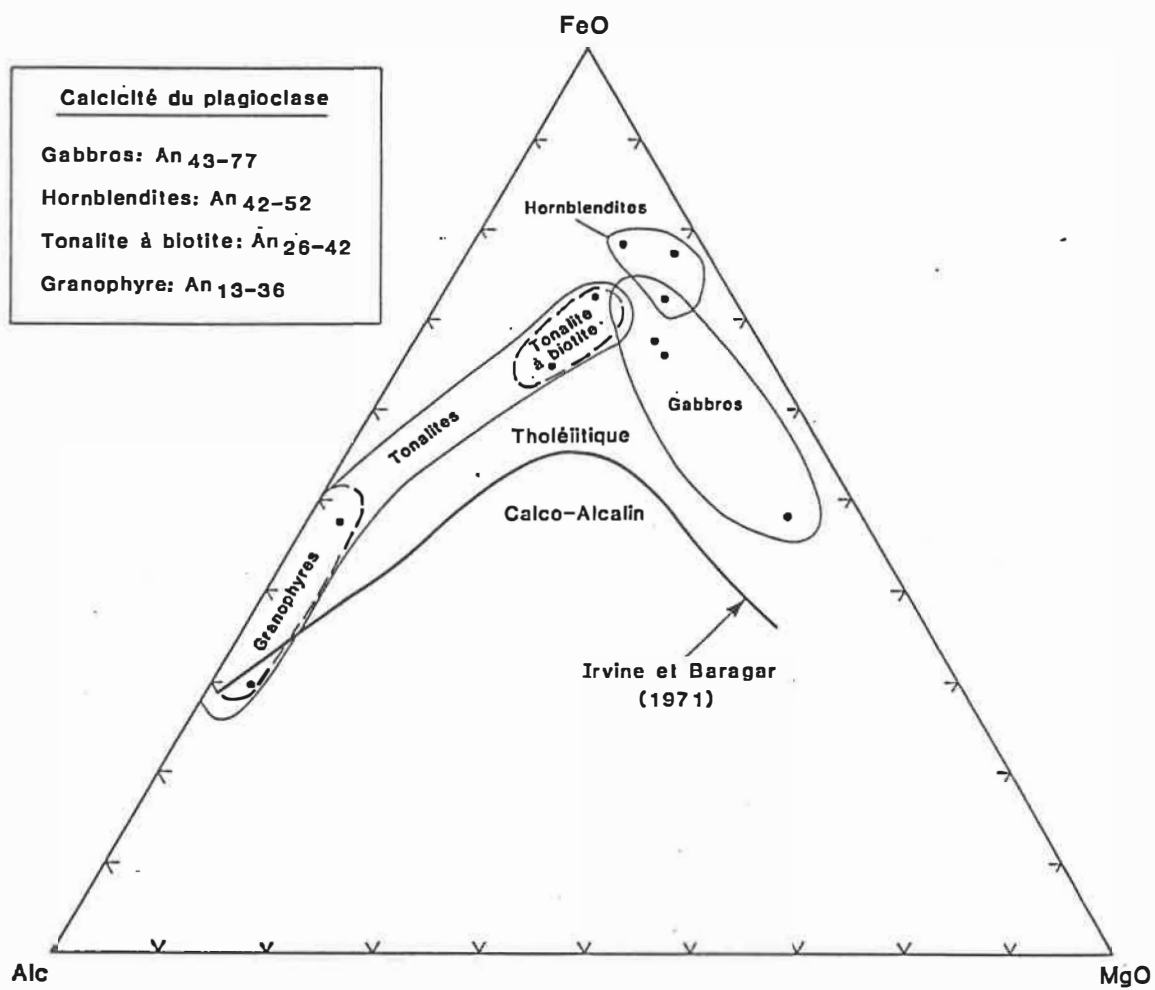 FeO
Calcicité du plagioclase
Gabbros: An 43-77
Hornblendites: An 42-52
Tonalite à biotite: An 26-42
Granophyre: An 13-36
Hornblendites
Tonalite
à biotite
Tonalites
Gabbros
Tholéïitique
Calco-Alcalin
Granophyres
Irvine et Baragar
(1971)
Alc
MgO